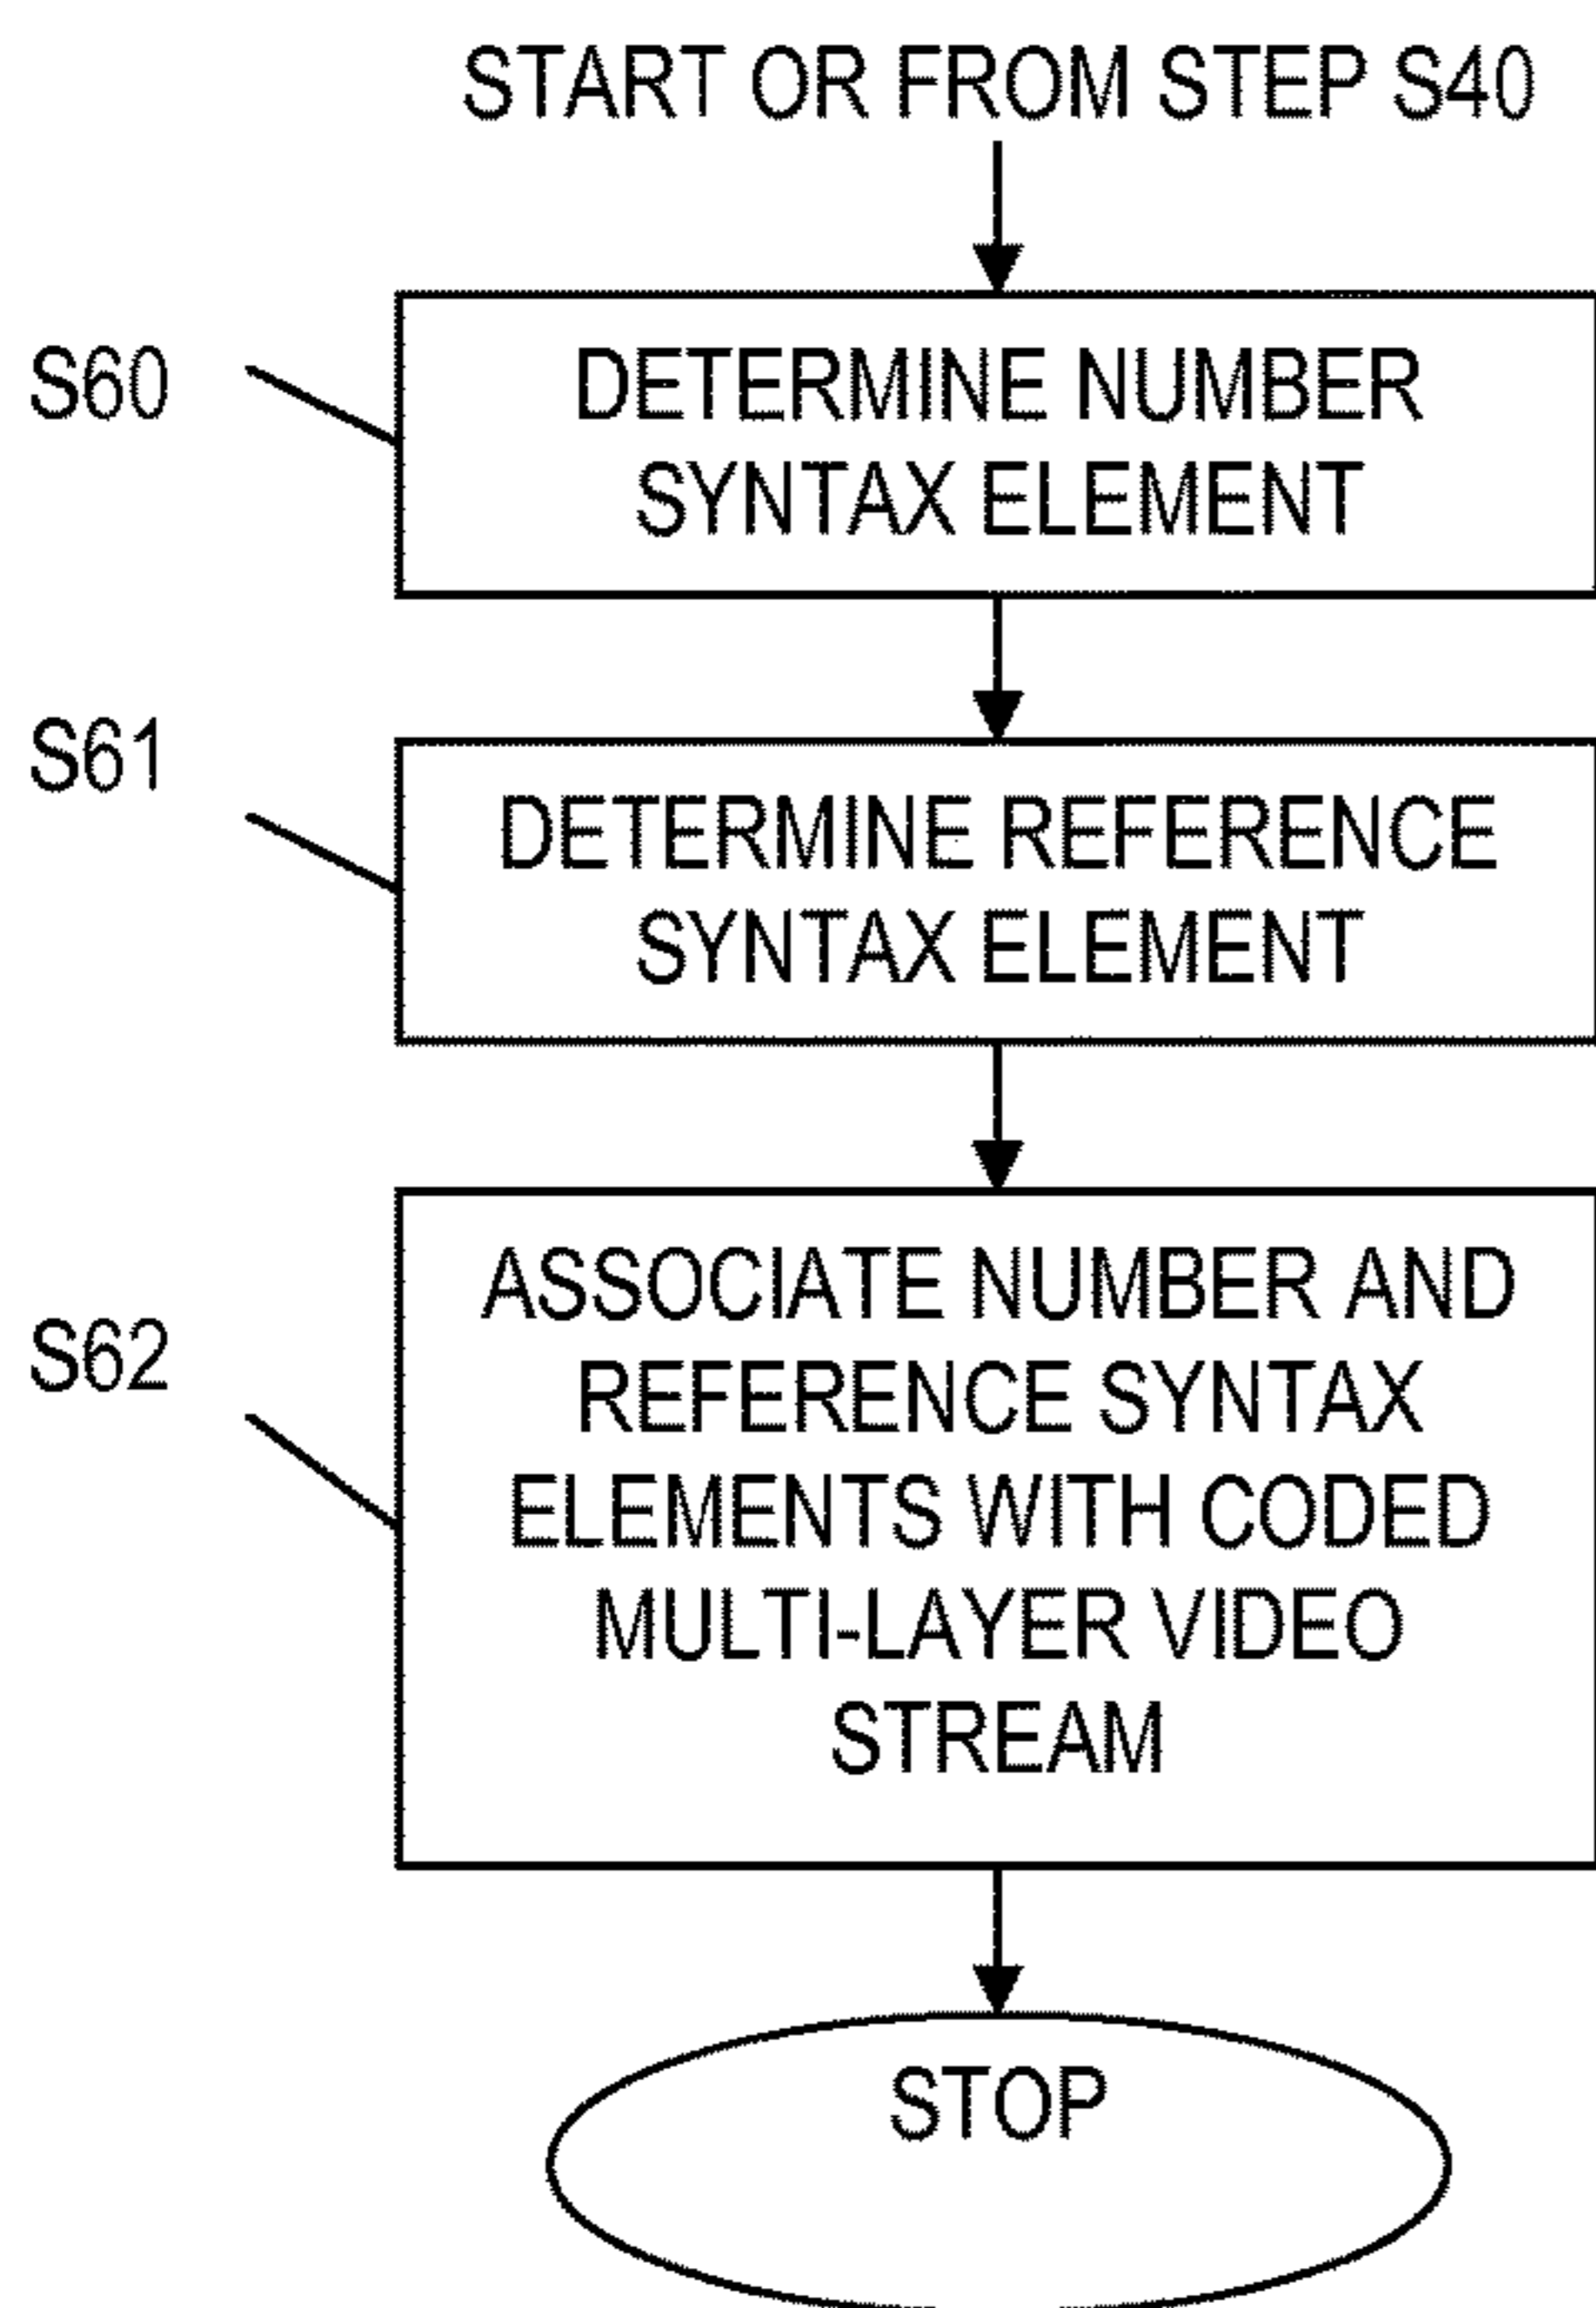 START OR FROM STEP S40
S60
DETERMINE NUMBER
SYNTAX ELEMENT
S61
DETERMINE REFERENCE
SYNTAX ELEMENT
S62
ASSOCIATE NUMBER AND
REFERENCE SYNTAX
ELEMENTS WITH CODED
MULTI-LAYER VIDEO
STREAM
STOP